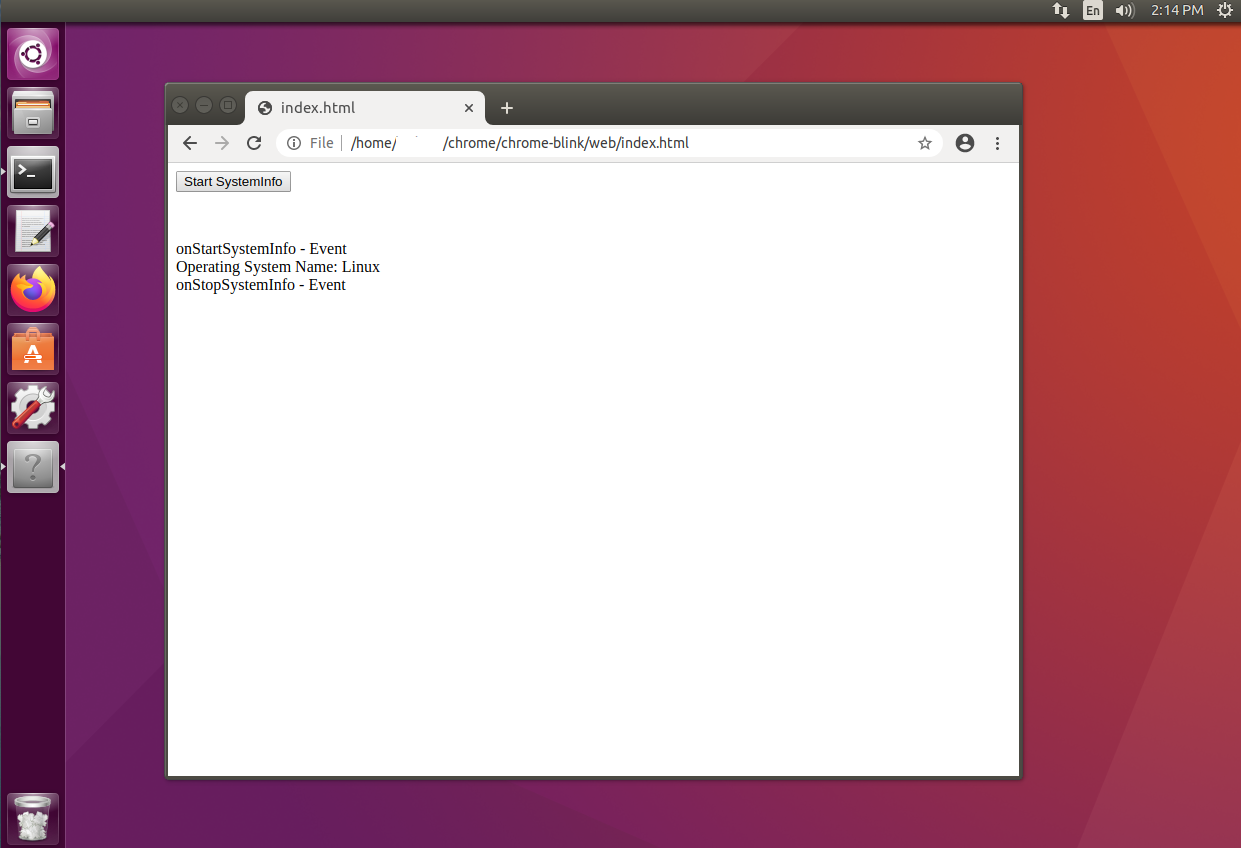 En 2:14 PM
index.html
File /home/ /chrome/chrome-blink/web/index.html
Start SystemInfo
onStartSystemInfo - Event
Operating System Name: Linux
onStopSystemInfo - Event